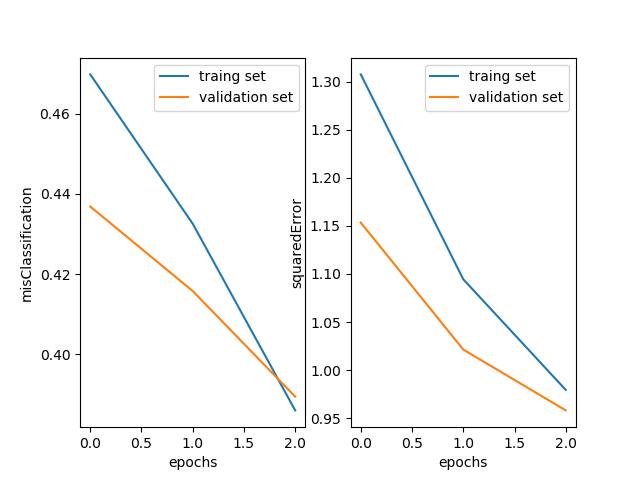 traing set
validation set
0.46
0.44
0.42
0.40
misClassification
0.0 0.5 1.0 1.5 2.0
epochs
traing set
validation set
1.30
1.25
1.20
1.15
1.10
1.05
1.00
0.95
squaredError
0.0 0.5 1.0 1.5 2.0
epochs